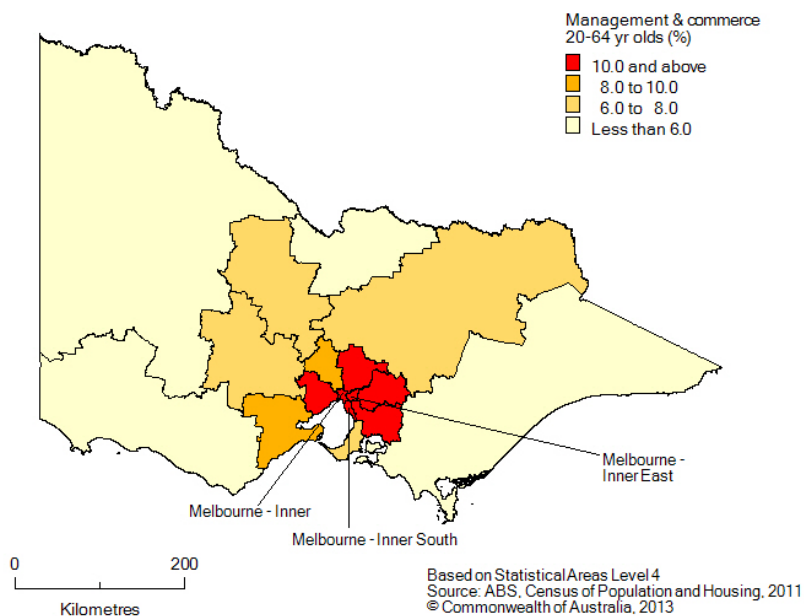 Management & commerce
20-64 yr olds (%)
10.0 and above
8.0 to 10.0
6.0 to 8.0
Less than 6.0
Melbourne -
Inner East
Melbourne - Inner
Melbourne - Inner South
0 200
Kilometres
Based on Statistical Areas Level 4
Source: ABS, Census of Population and Housing, 2011
© Commonwealth of Australia, 2013